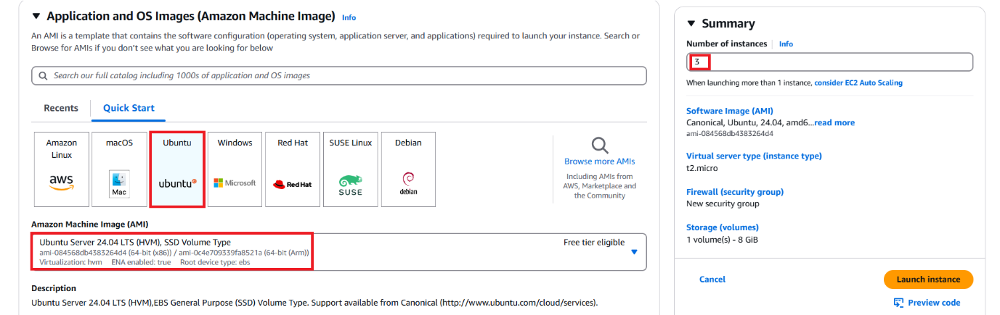 Application and OS Images (Amazon Machine Image) Info
An AMI is a template that contains the software configuration (operating system, application server, and applications) required to launch your instance. Search or
Browse for AMIs if you don’t see what you are looking for below
Search our full catalog including 1000s of application and OS images
Recents
Quick Start
Amazon
Linux
aws
macOS
Mac
Ubuntu
ubuntu
Windows
Microsoft
Red Hat
Red Hat
SUSE Linux
SUSE
Debian
debian
Browse more AMIs
Including AMIs from
AWS, Marketplace and
the Community
Amazon Machine Image (AMI)
Ubuntu Server 24.04 LTS (HVM), SSD Volume Type
Free tier eligible
ami-084568db4383264d4 (64-bit (x86)) / ami-0c4e709339fa8521a (64-bit (Arm))
Virtualization: hvm ENA enabled: true Root device type: ebs
Description
Ubuntu Server 24.04 LTS (HVM),EBS General Purpose (SSD) Volume Type. Support available from Canonical (http://www.ubuntu.com/cloud/services).
Summary
Number of instances Info
3
When launching more than 1 instance, consider EC2 Auto Scaling
Software Image (AMI)
Canonical, Ubuntu, 24.04, amd6...read more
ami-084568db4383264d4
Virtual server type (instance type)
t2.micro
Firewall (security group)
New security group
Storage (volumes)
1 volume(s) - 8 GiB
Cancel
Launch instance
Preview code